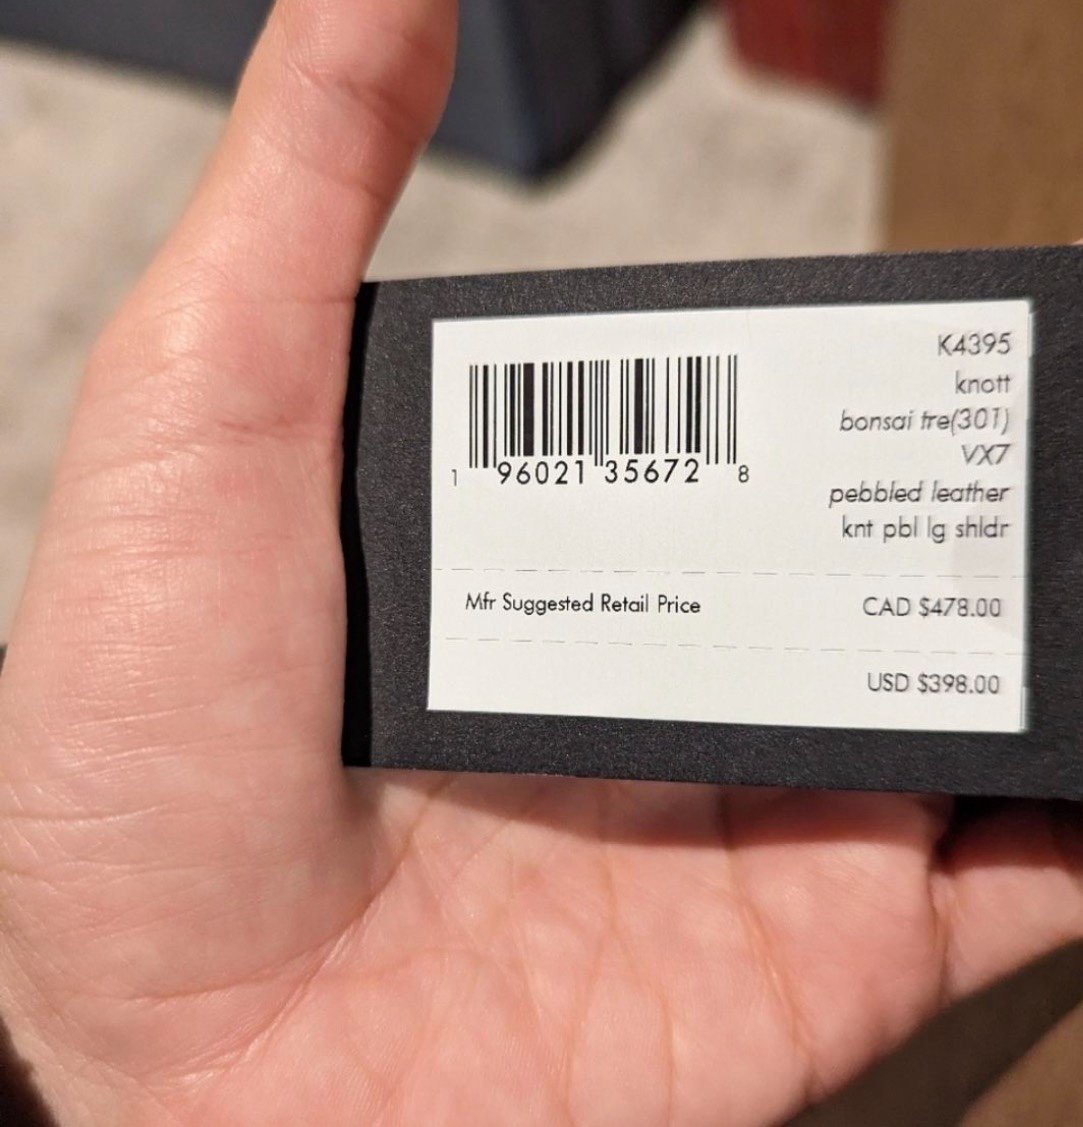 K4395
knott
bonsai tre(301)
VX7
pebbled leather
knt pbl lg shldr
1 96021 35672 8
Mfr Suggested Retail Price CAD $478.00
USD $398.00